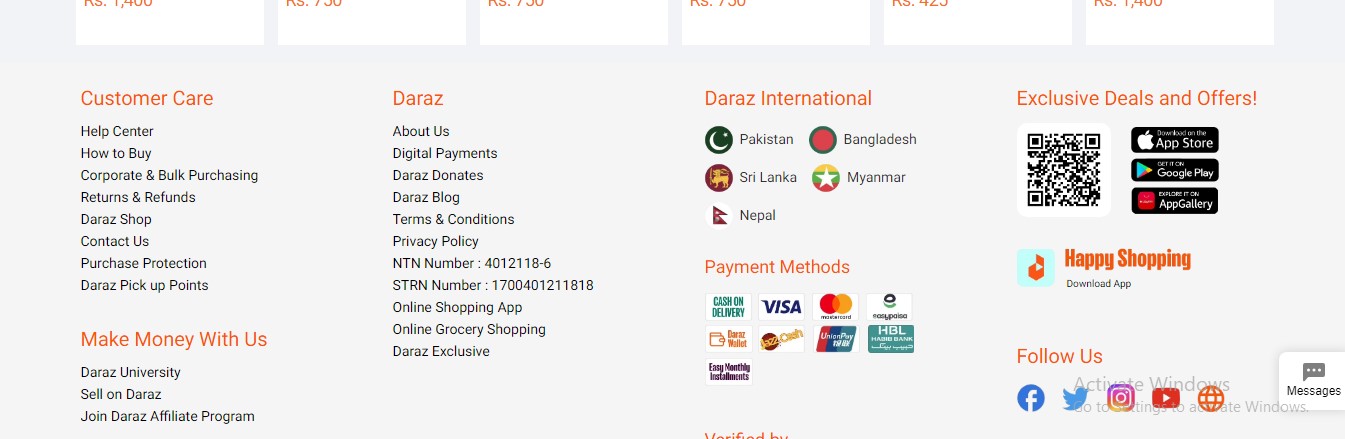 Rs. 1,400
Rs. 750
Rs. 750
Rs. 750
Rs. 425
Rs. 1,400
Customer Care
Help Center
How to Buy
Corporate & Bulk Purchasing
Returns & Refunds
Daraz Shop
Contact Us
Purchase Protection
Daraz Pick up Points
Make Money With Us
Daraz University
Sell on Daraz
Join Daraz Affiliate Program
Daraz
About Us
Digital Payments
Daraz Donates
Daraz Blog
Terms & Conditions
Privacy Policy
NTN Number : 4012118-6
STRN Number : 1700401211818
Online Shopping App
Online Grocery Shopping
Daraz Exclusive
Daraz International
Pakistan
Bangladesh
Sri Lanka
Myanmar
Nepal
Payment Methods
CASH ON
DELIVERY
VISA
mastercard
easypaisa
Daraz
Wallet
JazzCash
UnionPay
银联
HBL
HABIB BANK
حبیب بینک
Easy Monthly
Installments
Verified by
Exclusive Deals and Offers!
Download on the
App Store
GET IT ON
Google Play
EXPLORE IT ON
AppGallery
Happy Shopping
Download App
Follow Us
Activate Windows
Go to Settings to activate Windows.
Messages